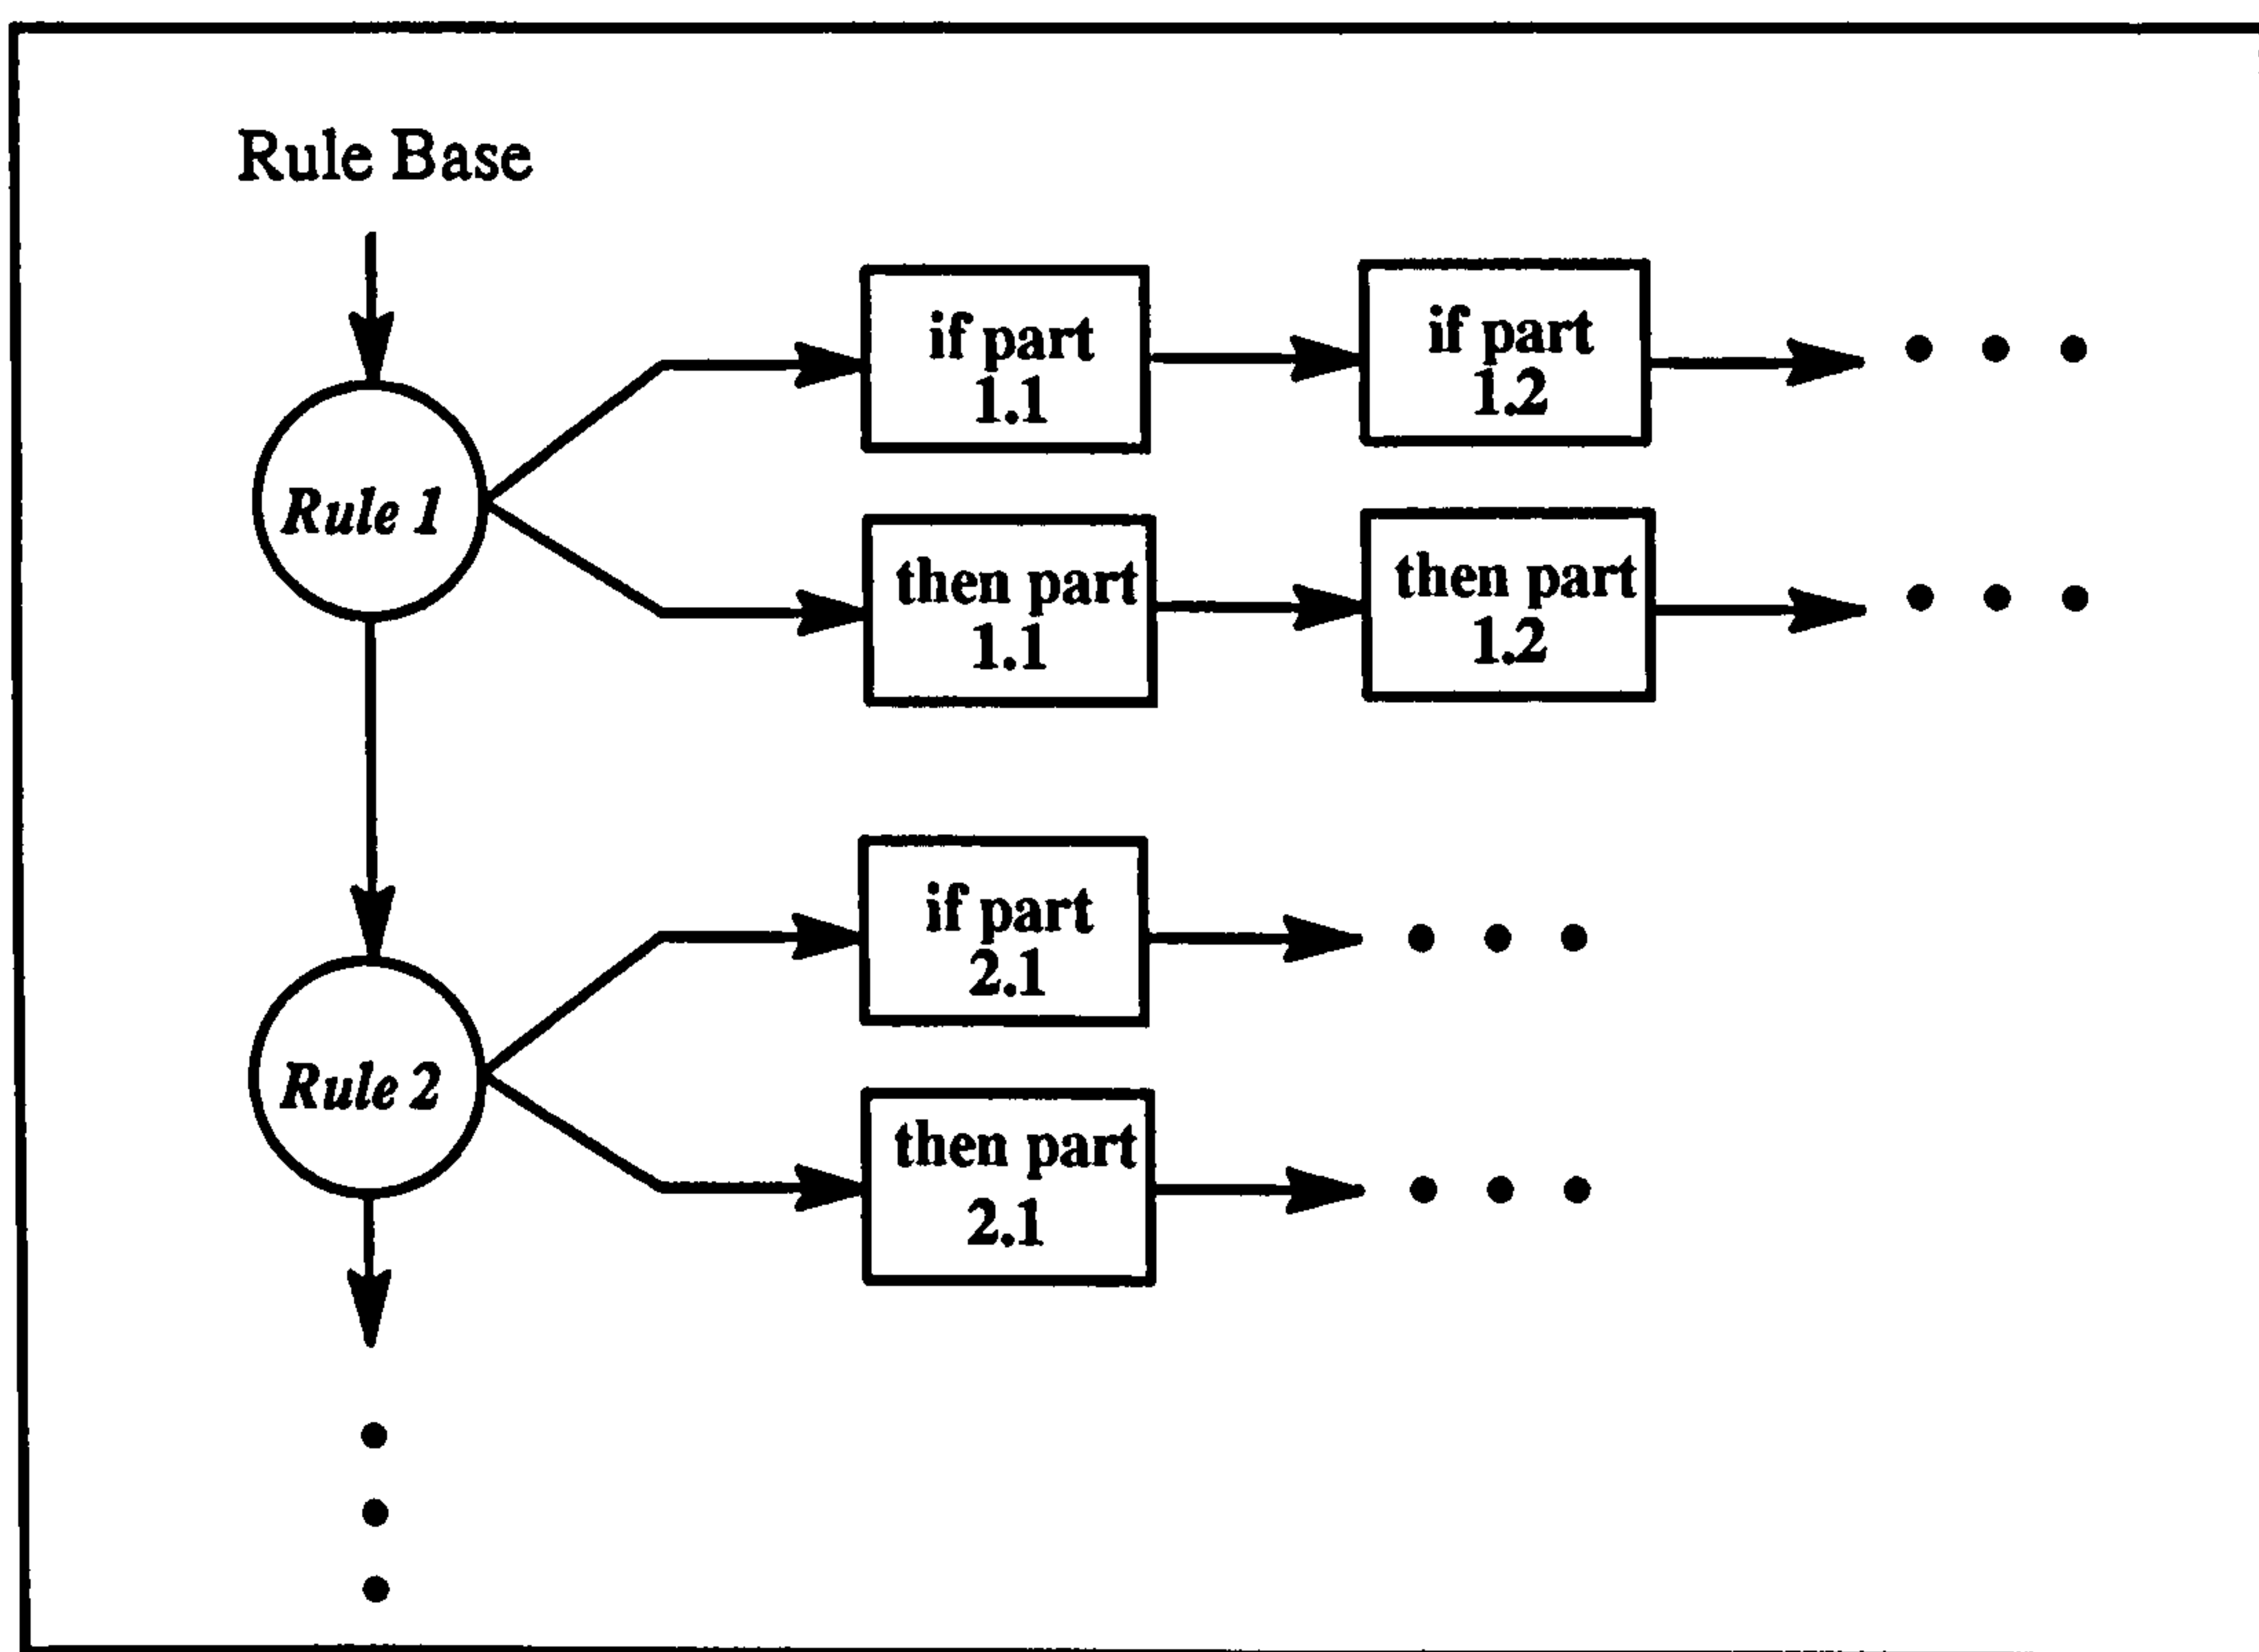 Rule Base
if part
1.1
if part
1.2
Rule 1
then part
1.1
then part
1.2
if part
2.1
Rule 2
then part
2.1